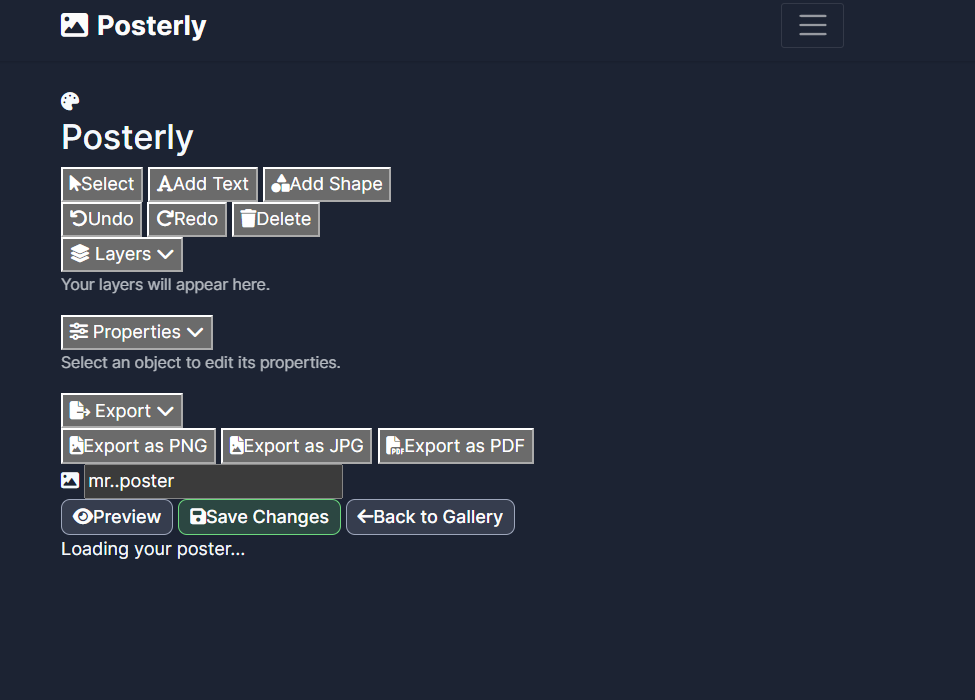 Posterly
Posterly
Select Add Text Add Shape
Undo Redo Delete
Layers
Your layers will appear here.
Properties
Select an object to edit its properties.
Export
Export as PNG Export as JPG Export as PDF
mr..poster
Preview Save Changes Back to Gallery
Loading your poster...